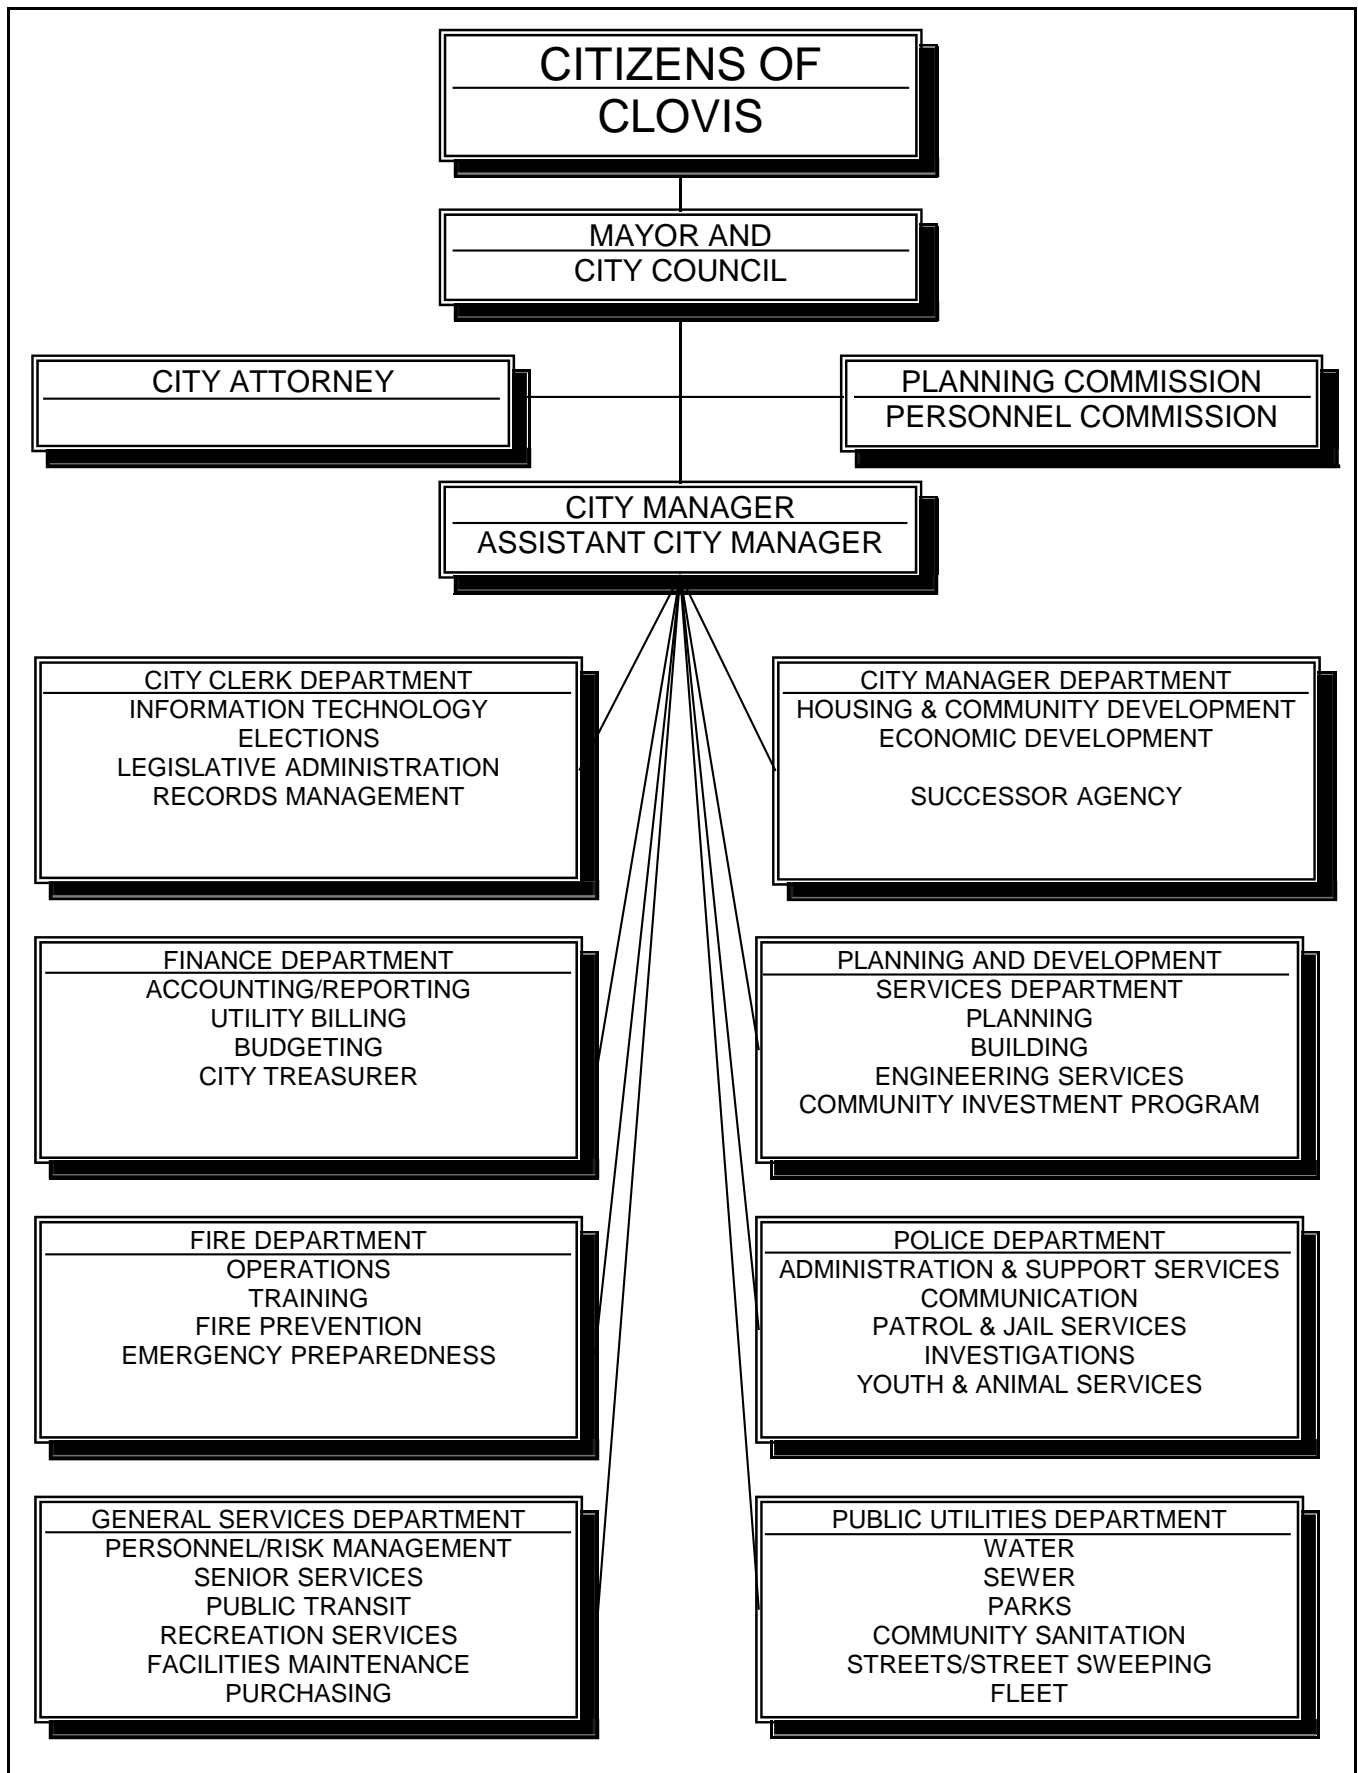 CITIZENS OF
CLOVIS
MAYOR AND
CITY COUNCIL
CITY ATTORNEY
PLANNING COMMISSION
PERSONNEL COMMISSION
CITY MANAGER
ASSISTANT CITY MANAGER
CITY CLERK DEPARTMENT
INFORMATION TECHNOLOGY
ELECTIONS
LEGISLATIVE ADMINISTRATION
RECORDS MANAGEMENT
CITY MANAGER DEPARTMENT
HOUSING & COMMUNITY DEVELOPMENT
ECONOMIC DEVELOPMENT
SUCCESSOR AGENCY
FINANCE DEPARTMENT
ACCOUNTING/REPORTING
UTILITY BILLING
BUDGETING
CITY TREASURER
PLANNING AND DEVELOPMENT
SERVICES DEPARTMENT
PLANNING
BUILDING
ENGINEERING SERVICES
COMMUNITY INVESTMENT PROGRAM
FIRE DEPARTMENT
OPERATIONS
TRAINING
FIRE PREVENTION
EMERGENCY PREPAREDNESS
POLICE DEPARTMENT
ADMINISTRATION & SUPPORT SERVICES
COMMUNICATION
PATROL & JAIL SERVICES
INVESTIGATIONS
YOUTH & ANIMAL SERVICES
GENERAL SERVICES DEPARTMENT
PERSONNEL/RISK MANAGEMENT
SENIOR SERVICES
PUBLIC TRANSIT
RECREATION SERVICES
FACILITIES MAINTENANCE
PURCHASING
PUBLIC UTILITIES DEPARTMENT
WATER
SEWER
PARKS
COMMUNITY SANITATION
STREETS/STREET SWEEPING
FLEET